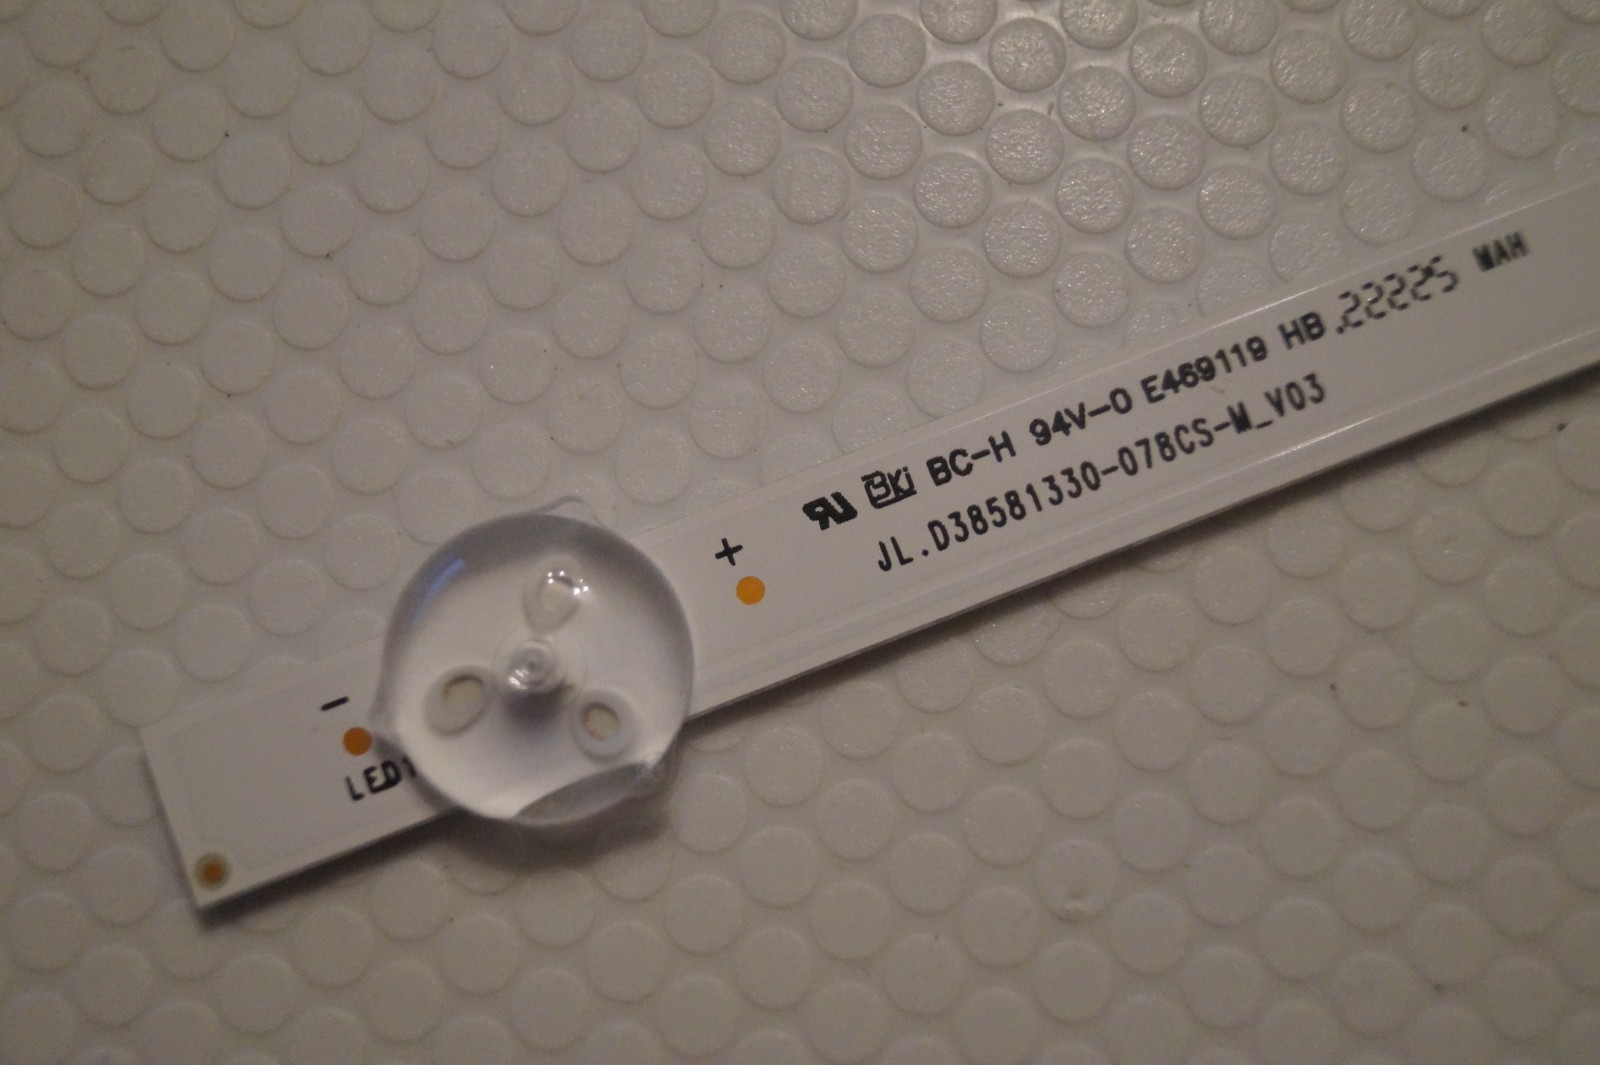 BC-H 94V-0 E469119 HB .22225 MAH
JL.D38581330-078CS-M_V03
+
-
LED1